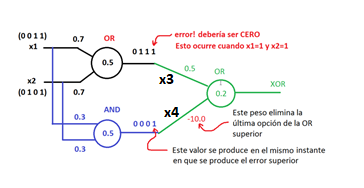 (0 0 1 1)
x1
0.7
OR
0.5
0 1 1 1
error! debería ser CERO
Esto ocurre cuando x1=1 y x2=1
x2
(0 1 0 1)
0.7
x3
0.5
OR
0.2
XOR
x4
-10.0
Este peso elimina la
última opción de la OR
superior
AND
0.3
0.3
0.5
0 0 0 1
Este valor se produce en el mismo instante
en que se produce el error superior